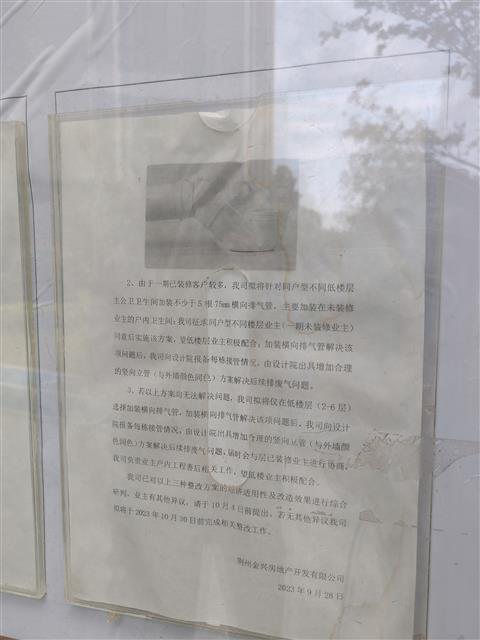 2、由于一期已装修客户较多，我司拟将针对同户型不同低楼层
主公卫卫生间加装不少于5根75mm横向排气管，主要加装在未装修
业主的户内卫生间；我司征求同户型不同楼层业主（一期未装修业主）
同意后实施该方案，望低楼层业主积极配合；加装横向排气管解决该
项问题后，我司向设计院报备每栋接管情况，由设计院出具增加合理
的竖向立管（与外墙颜色同色）方案解决后续排废气问题。
3、若以上方案均无法解决问题，我司拟将仅在低楼层（2-6层）
选择加装横向排气管，加装横向排气管解决该项问题后，我司向设计
院报备每栋接管情况，由设计院出具增加合理的竖向立管（与外墙颜
色同色）方案解决后续排废气问题，届时会与层已装修业主进行协商，
我司负责业主户内工程善后相关工作，望低楼层业主积极配合。
我司已对以上三种整改方案的经济适用性及改造效果进行综合
研判，业主有其他异议，请于10月4日前提出，若无其他异议我司
拟将于2023年10月30日前完成相关整改工作。
荆州金兴房地产开发有限公司
2023年9月28日